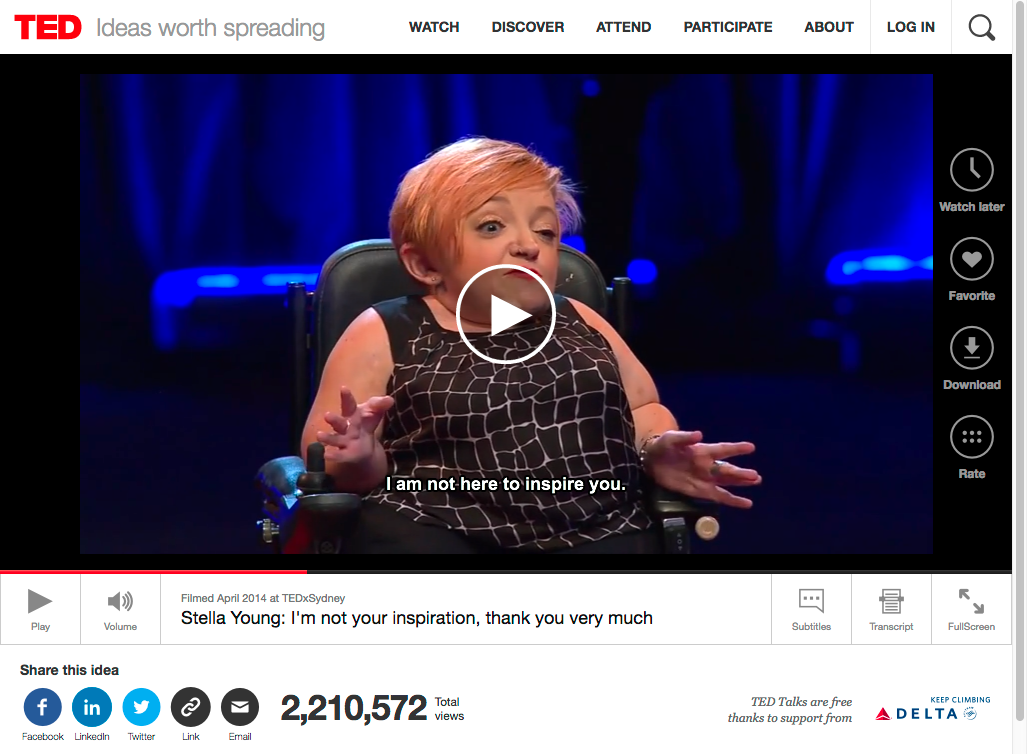 TED Ideas worth spreading
WATCH DISCOVER ATTEND PARTICIPATE ABOUT LOG IN
Watch later
Favorite
Download
Rate
I am not here to inspire you.
Play
Volume
Filmed April 2014 at TEDxSydney
Stella Young: I'm not your inspiration, thank you very much
Subtitles
Transcript
FullScreen
Share this idea
f in
Facebook LinkedIn Twitter Link Email
2,210,572 Total
views
TED Talks are free
thanks to support from
KEEP CLIMBING
DELTA